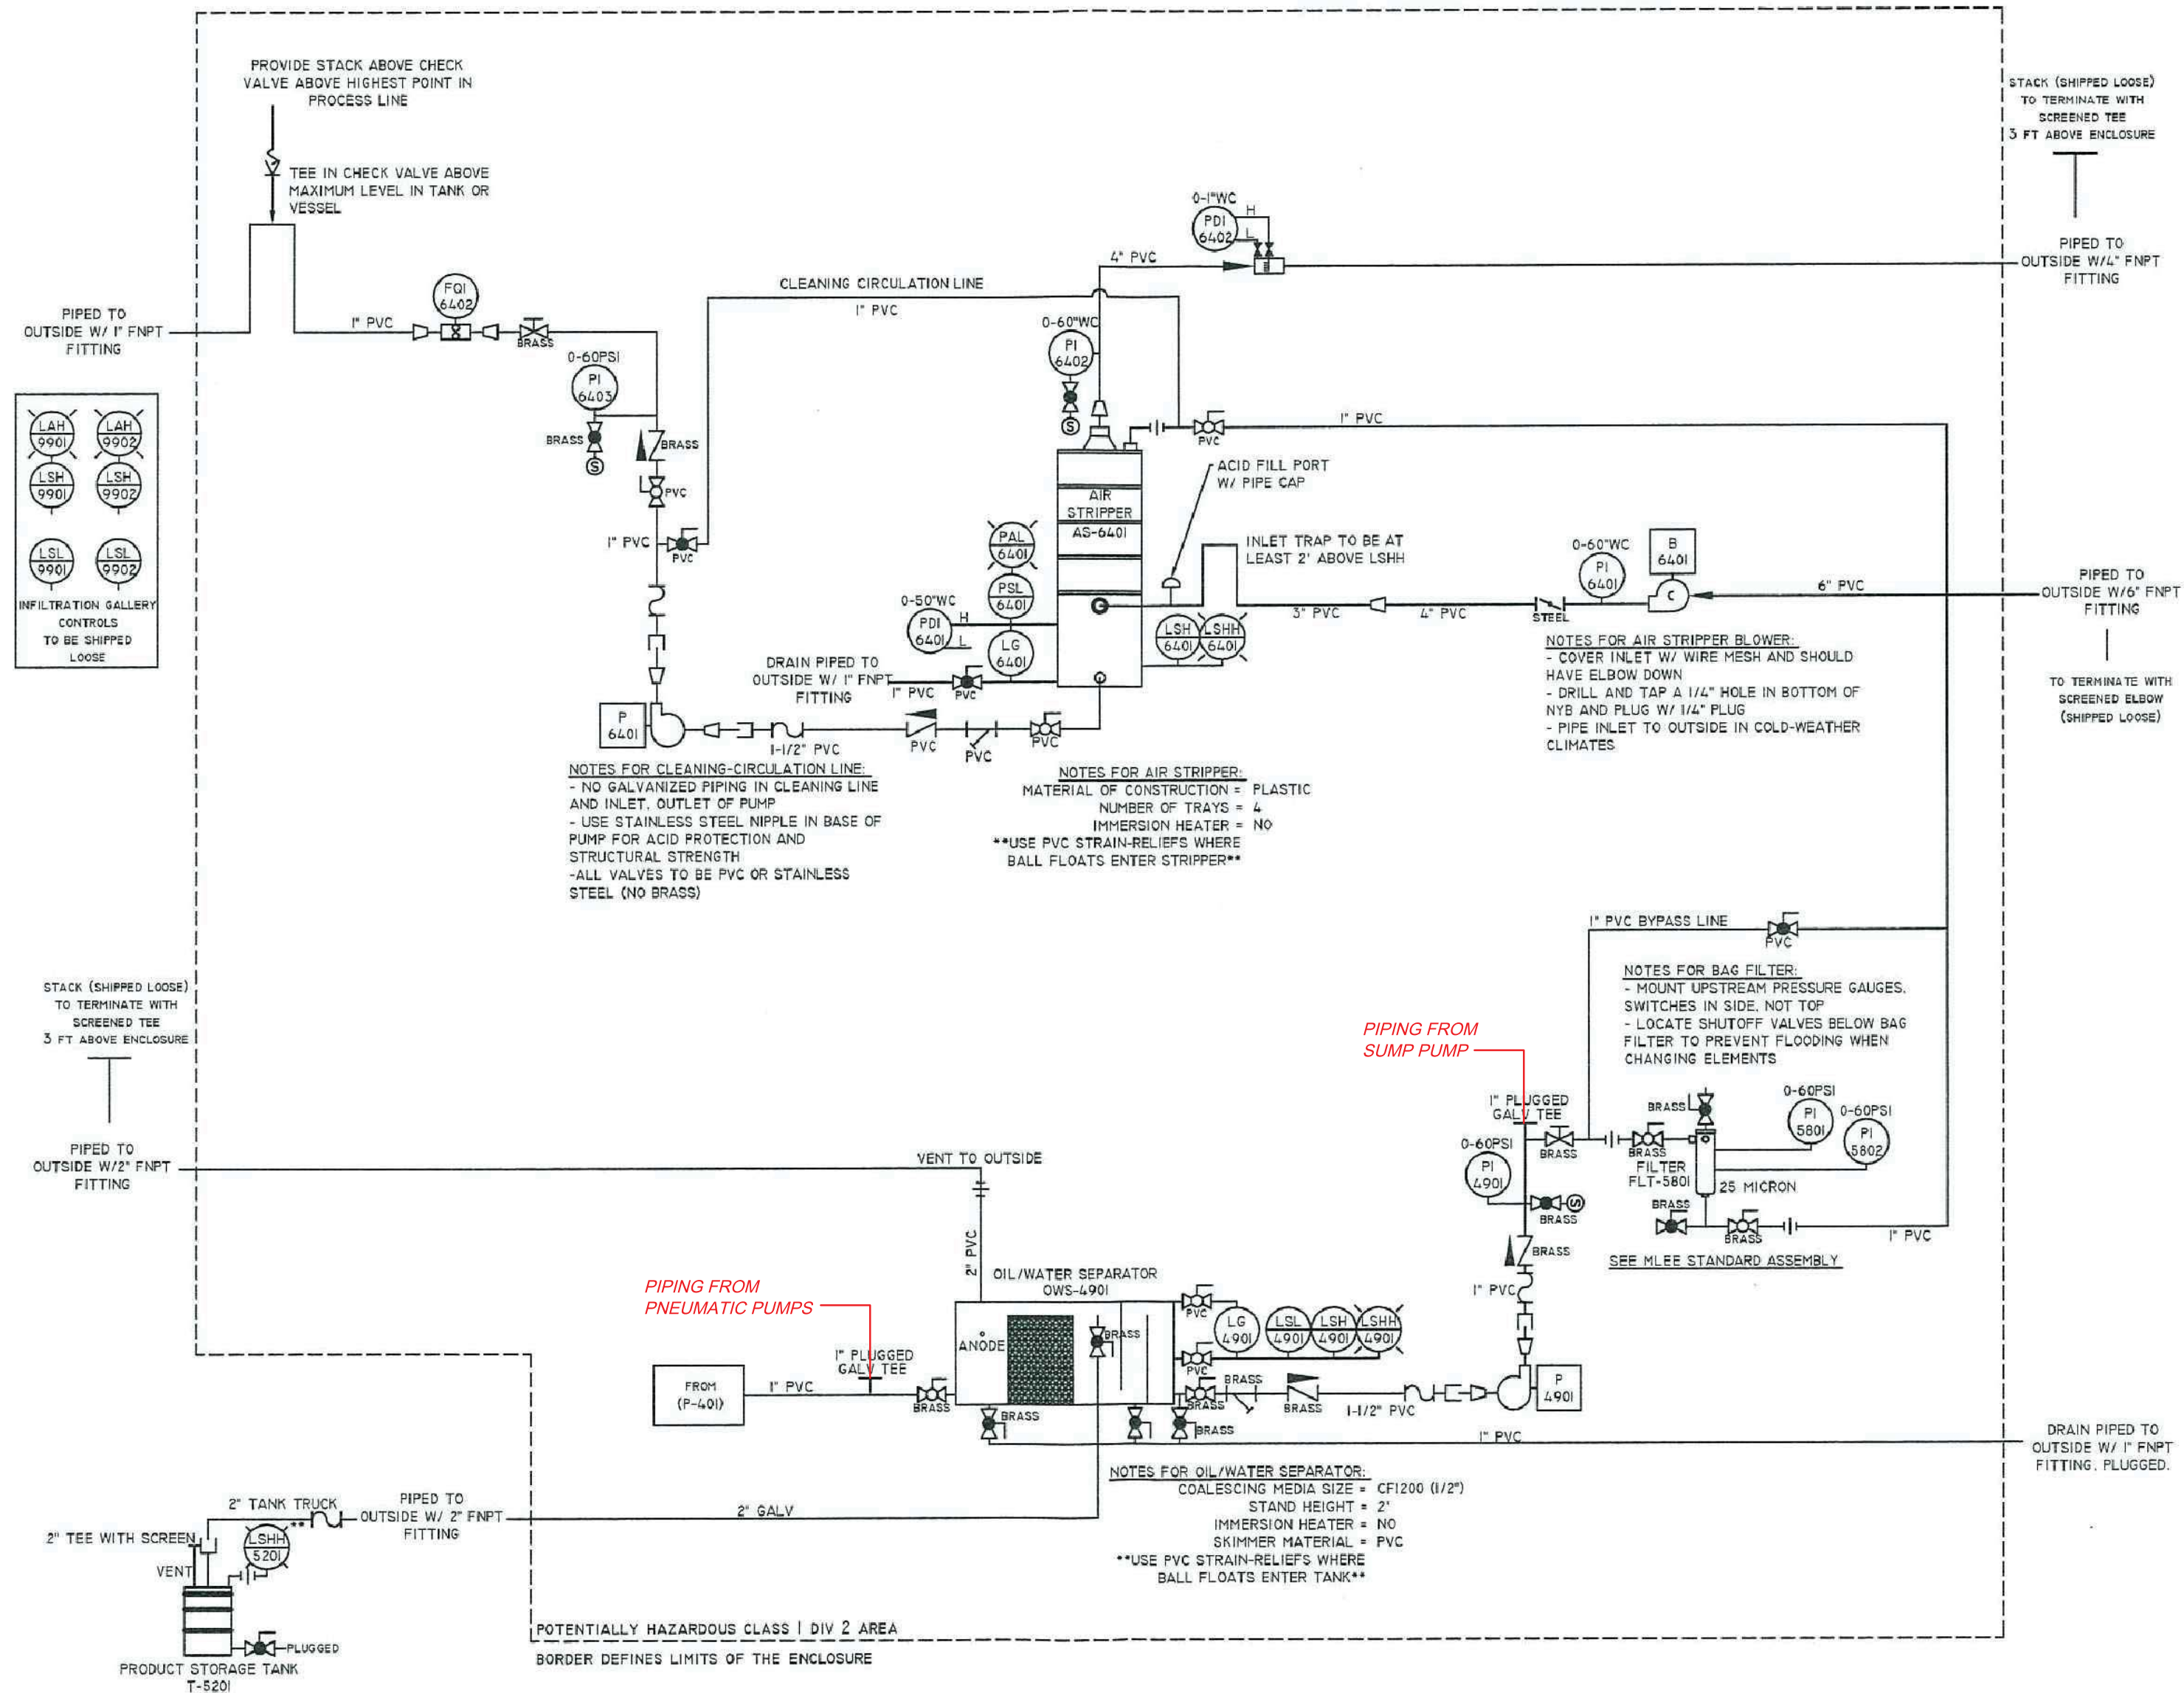 PROVIDE STACK ABOVE CHECK
VALVE ABOVE HIGHEST POINT IN
PROCESS LINE
TEE IN CHECK VALVE ABOVE
MAXIMUM LEVEL IN TANK OR
VESSEL
STACK (SHIPPED LOOSE)
TO TERMINATE WITH
SCREENED TEE
3 FT ABOVE ENCLOSURE
PIPED TO
OUTSIDE W/4" FNPT
FITTING
0-1"WC
PDI
6402
H
L
4" PVC
CLEANING CIRCULATION LINE
1" PVC
PIPED TO
OUTSIDE W/ 1" FNPT
FITTING
1" PVC
FQI
6402
BRASS
0-60PSI
PI
6403
BRASS
S
BRASS
PVC
1" PVC
PVC
0-60"WC
PI
6402
S
PVC
1" PVC
LAH
9901
LAH
9902
LSH
9901
LSH
9902
LSL
9901
LSL
9902
INFILTRATION GALLERY
CONTROLS
TO BE SHIPPED
LOOSE
ACID FILL PORT
W/ PIPE CAP
AIR
STRIPPER
AS-6401
PAL
6401
PSL
6401
LG
6401
0-50"WC
PDI
6401
H
L
INLET TRAP TO BE AT
LEAST 2' ABOVE LSHH
LSH
6401
LSHH
6401
3" PVC
4" PVC
STEEL
0-60"WC
PI
6401
B
6401
C
6" PVC
PIPED TO
OUTSIDE W/6" FNPT
FITTING
TO TERMINATE WITH
SCREENED ELBOW
(SHIPPED LOOSE)
NOTES FOR AIR STRIPPER BLOWER:
- COVER INLET W/ WIRE MESH AND SHOULD
HAVE ELBOW DOWN
- DRILL AND TAP A 1/4" HOLE IN BOTTOM OF
NYB AND PLUG W/ 1/4" PLUG
- PIPE INLET TO OUTSIDE IN COLD-WEATHER
CLIMATES
DRAIN PIPED TO
OUTSIDE W/ 1" FNPT
FITTING
1" PVC
PVC
P
6401
1-1/2" PVC
PVC
PVC
PVC
NOTES FOR CLEANING-CIRCULATION LINE:
- NO GALVANIZED PIPING IN CLEANING LINE
AND INLET, OUTLET OF PUMP
- USE STAINLESS STEEL NIPPLE IN BASE OF
PUMP FOR ACID PROTECTION AND
STRUCTURAL STRENGTH
-ALL VALVES TO BE PVC OR STAINLESS
STEEL (NO BRASS)
NOTES FOR AIR STRIPPER:
MATERIAL OF CONSTRUCTION = PLASTIC
NUMBER OF TRAYS = 4
IMMERSION HEATER = NO
**USE PVC STRAIN-RELIEFS WHERE
BALL FLOATS ENTER STRIPPER**
1" PVC BYPASS LINE
PVC
NOTES FOR BAG FILTER:
- MOUNT UPSTREAM PRESSURE GAUGES,
SWITCHES IN SIDE, NOT TOP
- LOCATE SHUTOFF VALVES BELOW BAG
FILTER TO PREVENT FLOODING WHEN
CHANGING ELEMENTS
STACK (SHIPPED LOOSE)
TO TERMINATE WITH
SCREENED TEE
3 FT ABOVE ENCLOSURE
PIPED TO
OUTSIDE W/2" FNPT
FITTING
VENT TO OUTSIDE
2" PVC
PIPING FROM
SUMP PUMP
1" PLUGGED
GALV TEE
0-60PSI
PI
4901
BRASS
S
BRASS
BRASS
BRASS
BRASS
FILTER
FLT-5801
25 MICRON
0-60PSI
PI
5801
0-60PSI
PI
5802
BRASS
BRASS
1" PVC
SEE MLEE STANDARD ASSEMBLY
BRASS
1" PVC
PIPING FROM
PNEUMATIC PUMPS
OIL/WATER SEPARATOR
OWS-4901
ANODE
BRASS
PVC
LG
4901
LSL
4901
LSH
4901
LSHH
4901
PVC
1" PLUGGED
GALV TEE
FROM
(P-401)
1" PVC
BRASS
BRASS
BRASS
BRASS
BRASS
BRASS
1-1/2" PVC
P
4901
1" PVC
DRAIN PIPED TO
OUTSIDE W/ 1" FNPT
FITTING. PLUGGED.
NOTES FOR OIL/WATER SEPARATOR:
COALESCING MEDIA SIZE = CF1200 (1/2")
STAND HEIGHT = 2'
IMMERSION HEATER = NO
SKIMMER MATERIAL = PVC
**USE PVC STRAIN-RELIEFS WHERE
BALL FLOATS ENTER TANK**
2" TANK TRUCK
PIPED TO
OUTSIDE W/ 2" FNPT
FITTING
2" GALV
2" TEE WITH SCREEN
LSHH
5201
**
VENT
PLUGGED
PRODUCT STORAGE TANK
T-5201
POTENTIALLY HAZARDOUS CLASS I DIV 2 AREA
BORDER DEFINES LIMITS OF THE ENCLOSURE